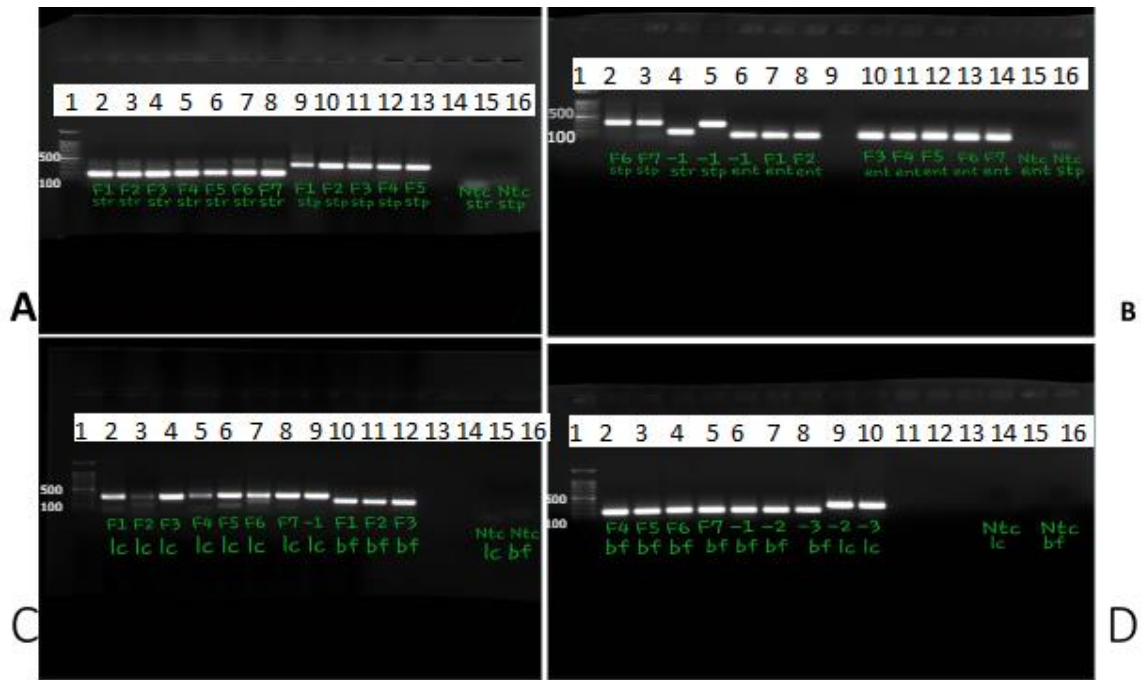 1 2 3 4 5 6 7 8 9 10 11 12 13 14 15 16
500
100
F1 F2 F3 F4 F5 F6 F7 F1 F2 F3 F4 F5 Ntc Ntc
str str str str str str str stp stp stp stp stp str stp
A
1 2 3 4 5 6 7 8 9 10 11 12 13 14 15 16
500
100
F6 F7 -1 -1 -1 F1 F2 F3 F4 F5 F6 F7 Ntc Ntc
stp stp str stp ent ent ent ent ent ent ent ent ent stp
B
1 2 3 4 5 6 7 8 9 10 11 12 13 14 15 16
500
100
F1 F2 F3 F4 F5 F6 F7 -1 F1 F2 F3 Ntc Ntc
lc lc lc lc lc lc lc lc bf bf bf lc bf
C
1 2 3 4 5 6 7 8 9 10 11 12 13 14 15 16
500
100
F4 F5 F6 F7 -1 -2 -3 -2 -3 Ntc Ntc
bf bf bf bf bf bf bf lc lc lc bf
D